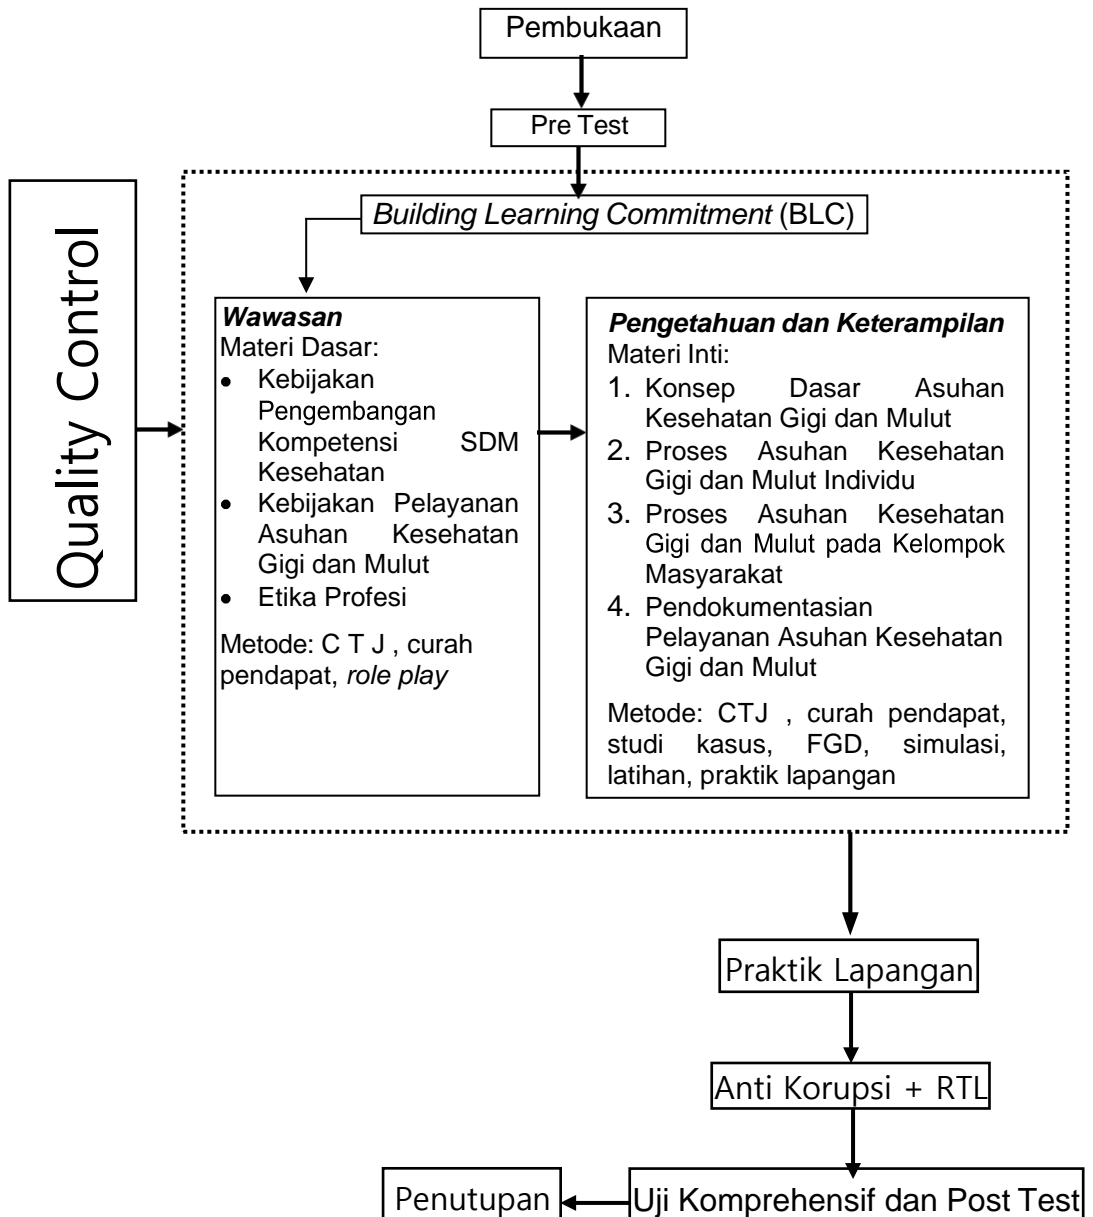 Pembukaan
Pre Test
Building Learning Commitment (BLC)
Quality Control
Wawasan
Materi Dasar:
• Kebijakan
Pengembangan
Kompetensi SDM
Kesehatan
• Kebijakan Pelayanan
Asuhan Kesehatan
Gigi dan Mulut
• Etika Profesi
Metode: C T J , curah
pendapat, role play
Pengetahuan dan Keterampilan
Materi Inti:
1. Konsep Dasar Asuhan
Kesehatan Gigi dan Mulut
2. Proses Asuhan Kesehatan
Gigi dan Mulut Individu
3. Proses Asuhan Kesehatan
Gigi dan Mulut pada Kelompok
Masyarakat
4. Pendokumentasian
Pelayanan Asuhan Kesehatan
Gigi dan Mulut
Metode: CTJ , curah pendapat,
studi kasus, FGD, simulasi,
latihan, praktik lapangan
Praktik Lapangan
Anti Korupsi + RTL
Uji Komprehensif dan Post Test
Penutupan